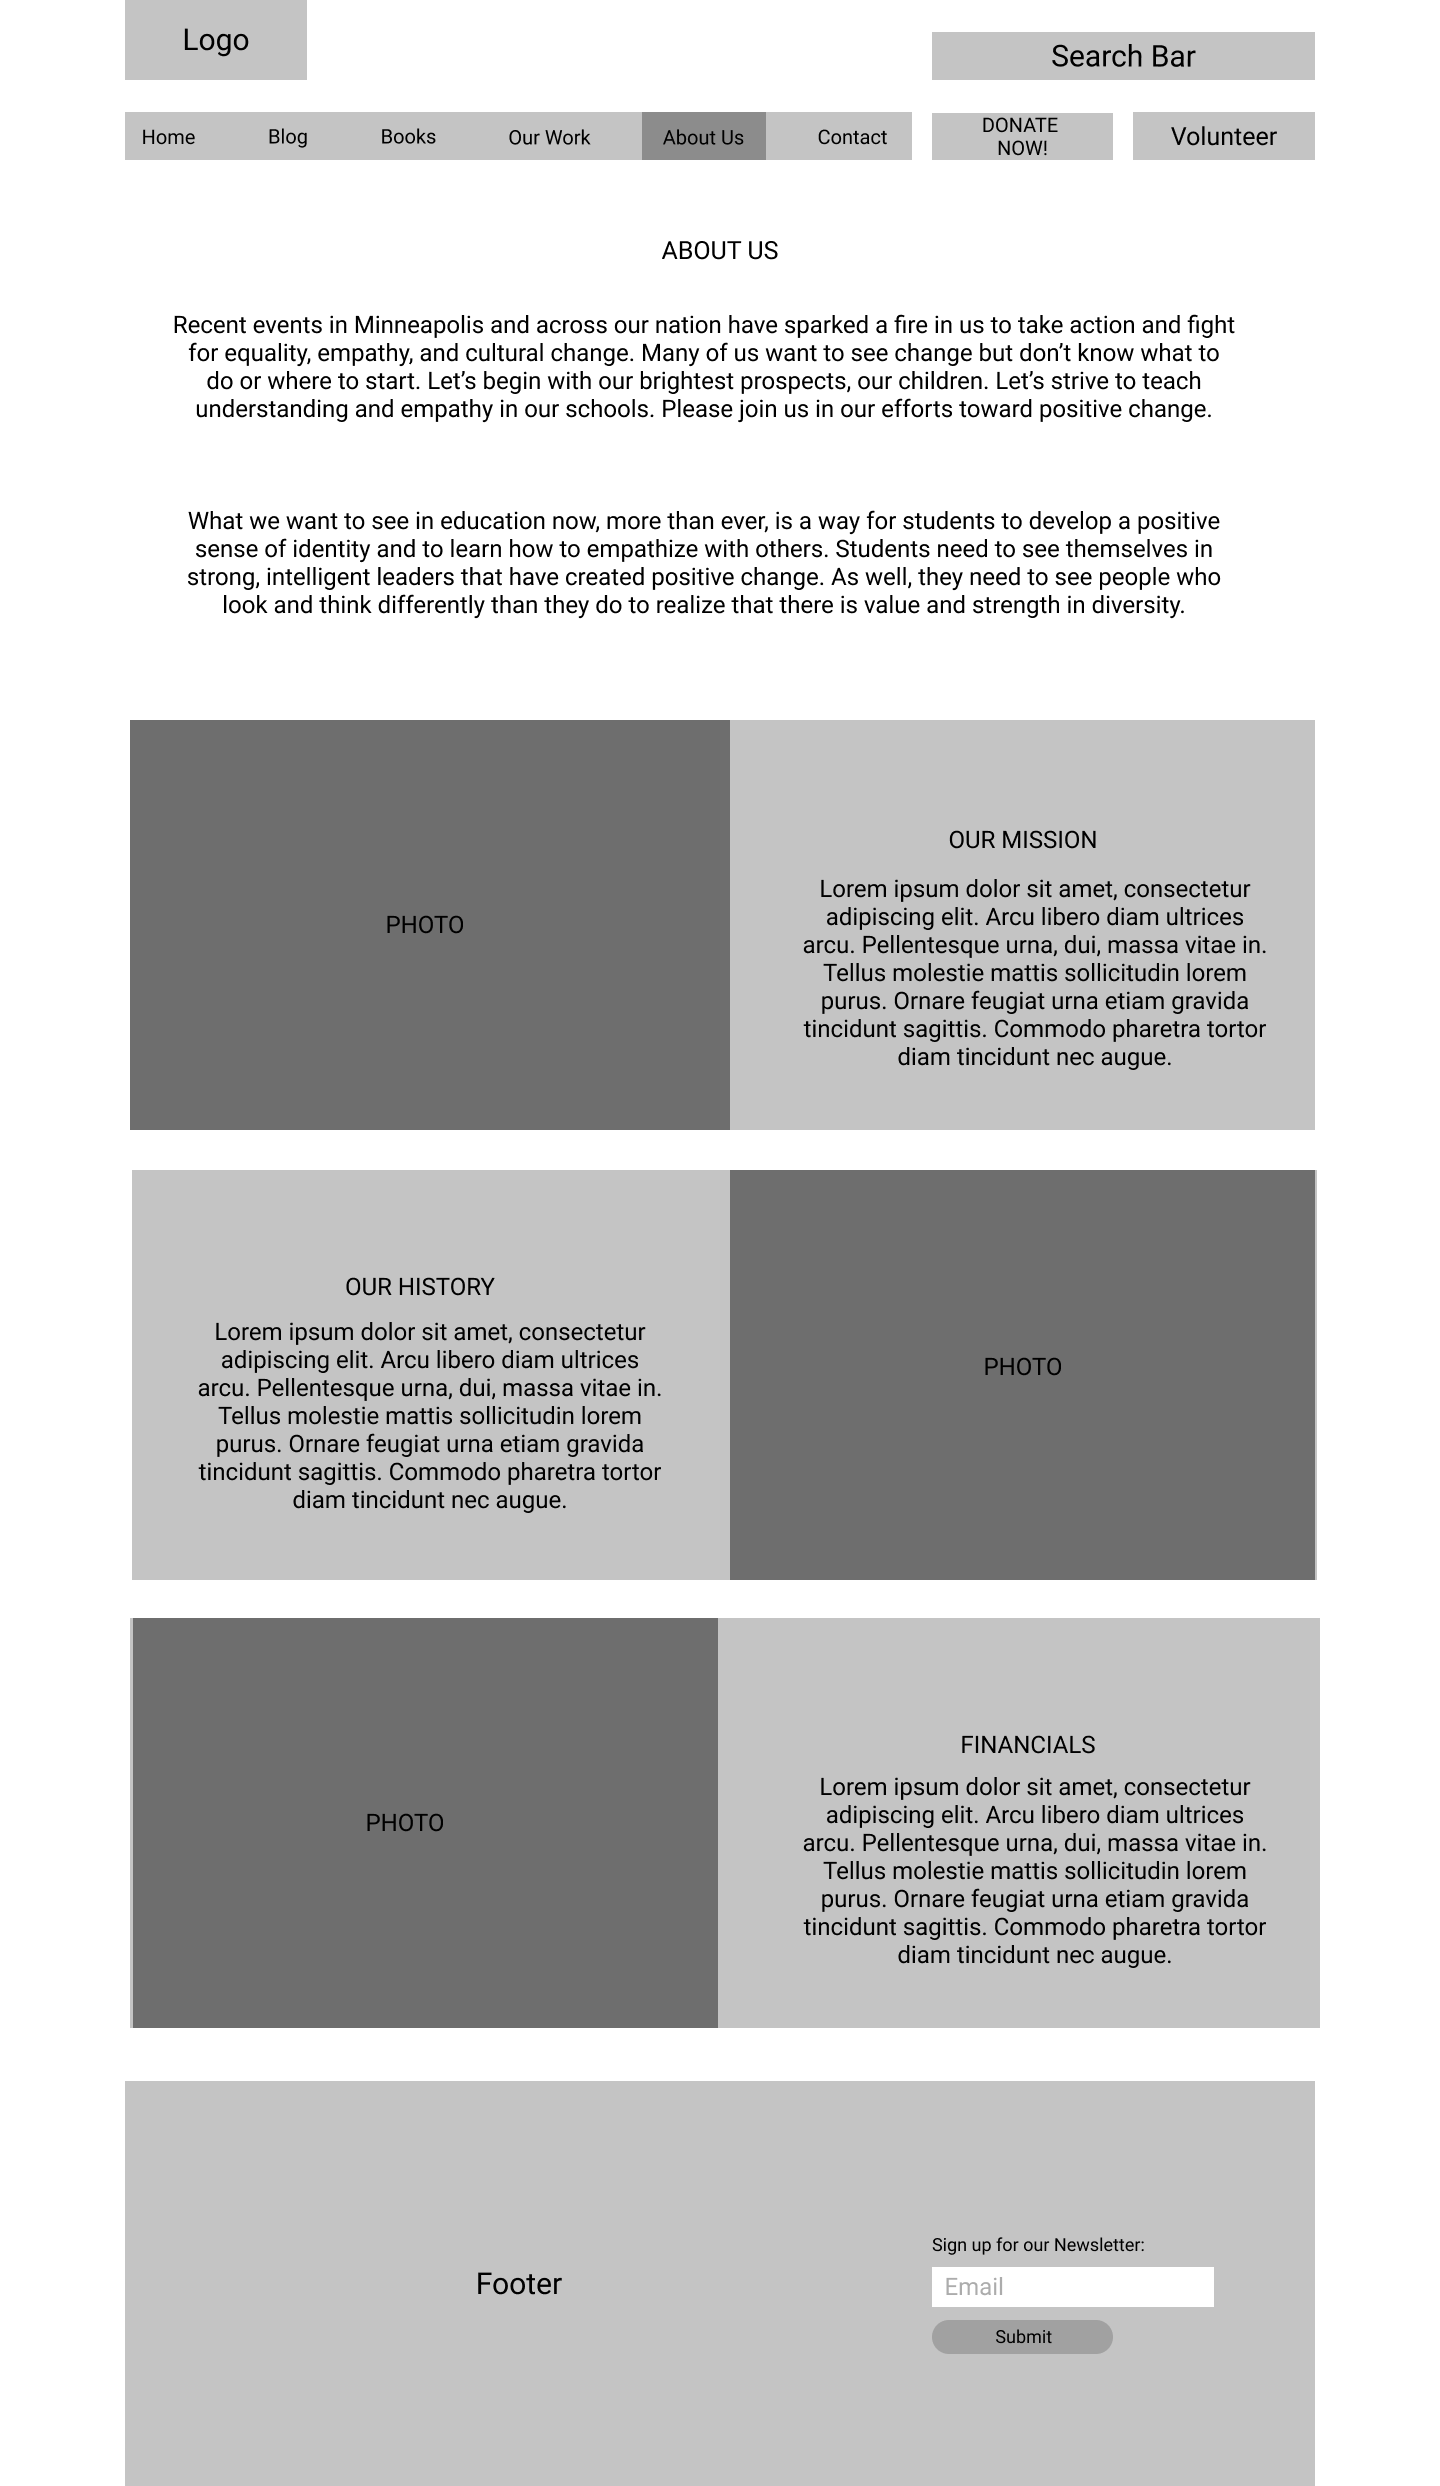 Logo
Search Bar
Home Blog Books Our Work About Us Contact
DONATE
NOW!
Volunteer
ABOUT US
Recent events in Minneapolis and across our nation have sparked a fire in us to take action and fight
for equality, empathy, and cultural change. Many of us want to see change but don’t know what to
do or where to start. Let’s begin with our brightest prospects, our children. Let’s strive to teach
understanding and empathy in our schools. Please join us in our efforts toward positive change.
What we want to see in education now, more than ever, is a way for students to develop a positive
sense of identity and to learn how to empathize with others. Students need to see themselves in
strong, intelligent leaders that have created positive change. As well, they need to see people who
look and think differently than they do to realize that there is value and strength in diversity.
PHOTO
OUR MISSION
Lorem ipsum dolor sit amet, consectetur
adipiscing elit. Arcu libero diam ultrices
arcu. Pellentesque urna, dui, massa vitae in.
Tellus molestie mattis sollicitudin lorem
purus. Ornare feugiat urna etiam gravida
tincidunt sagittis. Commodo pharetra tortor
diam tincidunt nec augue.
OUR HISTORY
Lorem ipsum dolor sit amet, consectetur
adipiscing elit. Arcu libero diam ultrices
arcu. Pellentesque urna, dui, massa vitae in.
Tellus molestie mattis sollicitudin lorem
purus. Ornare feugiat urna etiam gravida
tincidunt sagittis. Commodo pharetra tortor
diam tincidunt nec augue.
PHOTO
PHOTO
FINANCIALS
Lorem ipsum dolor sit amet, consectetur
adipiscing elit. Arcu libero diam ultrices
arcu. Pellentesque urna, dui, massa vitae in.
Tellus molestie mattis sollicitudin lorem
purus. Ornare feugiat urna etiam gravida
tincidunt sagittis. Commodo pharetra tortor
diam tincidunt nec augue.
Footer
Sign up for our Newsletter:
Email
Submit